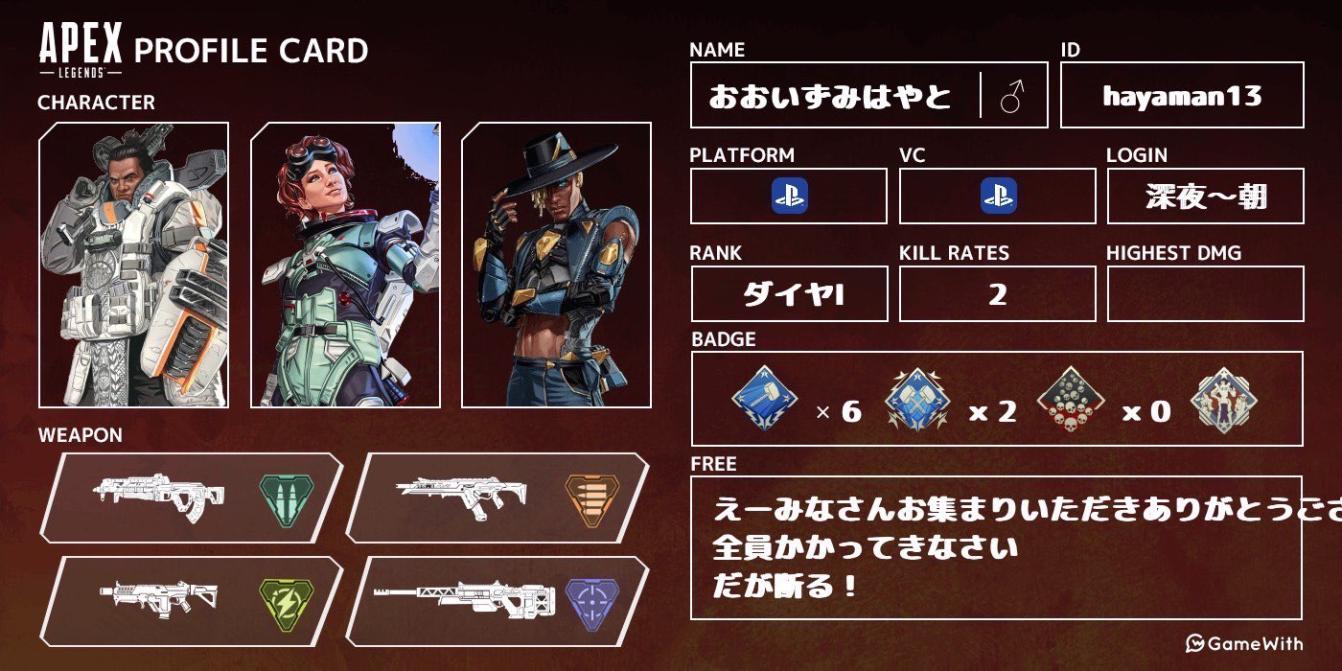 APEX LEGENDS PROFILE CARD
CHARACTER
WEAPON
NAME
おおいずみはやと ♂
ID
hayaman13
PLATFORM
VC
LOGIN
深夜〜朝
RANK
ダイヤI
KILL RATES
2
HIGHEST DMG
BADGE
× 6 x 2 x 0
FREE
えーみなさんお集まりいただきありがとうご
全員かかってきなさい
だが断る！
GameWith